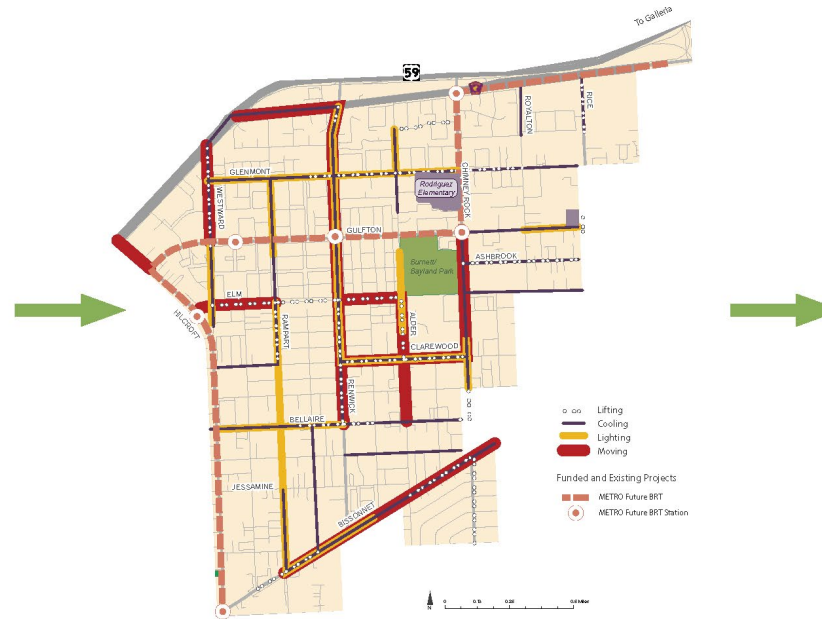 To Galleria
59
ROYALTON
RICE
GLENMONT
WESTWARD
CHIMNEY ROCK
Rodriguez
Elementary
GULFTON
Burnett/
Bayland Park
ASHBROOK
ELM
HILCROFT
RAMPART
ALDER
CLAREWOOD
RENWICK
BELLAIRE
JESSAMINE
BISSONNET
Lifting
Cooling
Lighting
Moving
Funded and Existing Projects
METRO Future BRT
METRO Future BRT Station
N
0